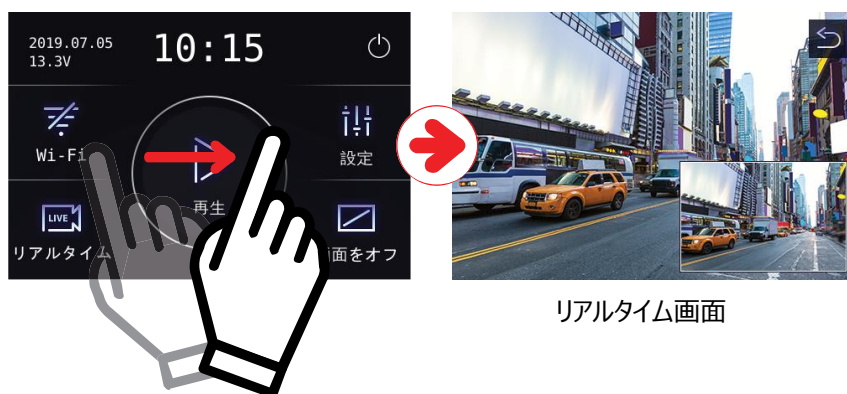 2019.07.05
13.3V
10:15
Wi-Fi
設定
再生
LIVE
リアルタイム
面をオフ
リアルタイム画面